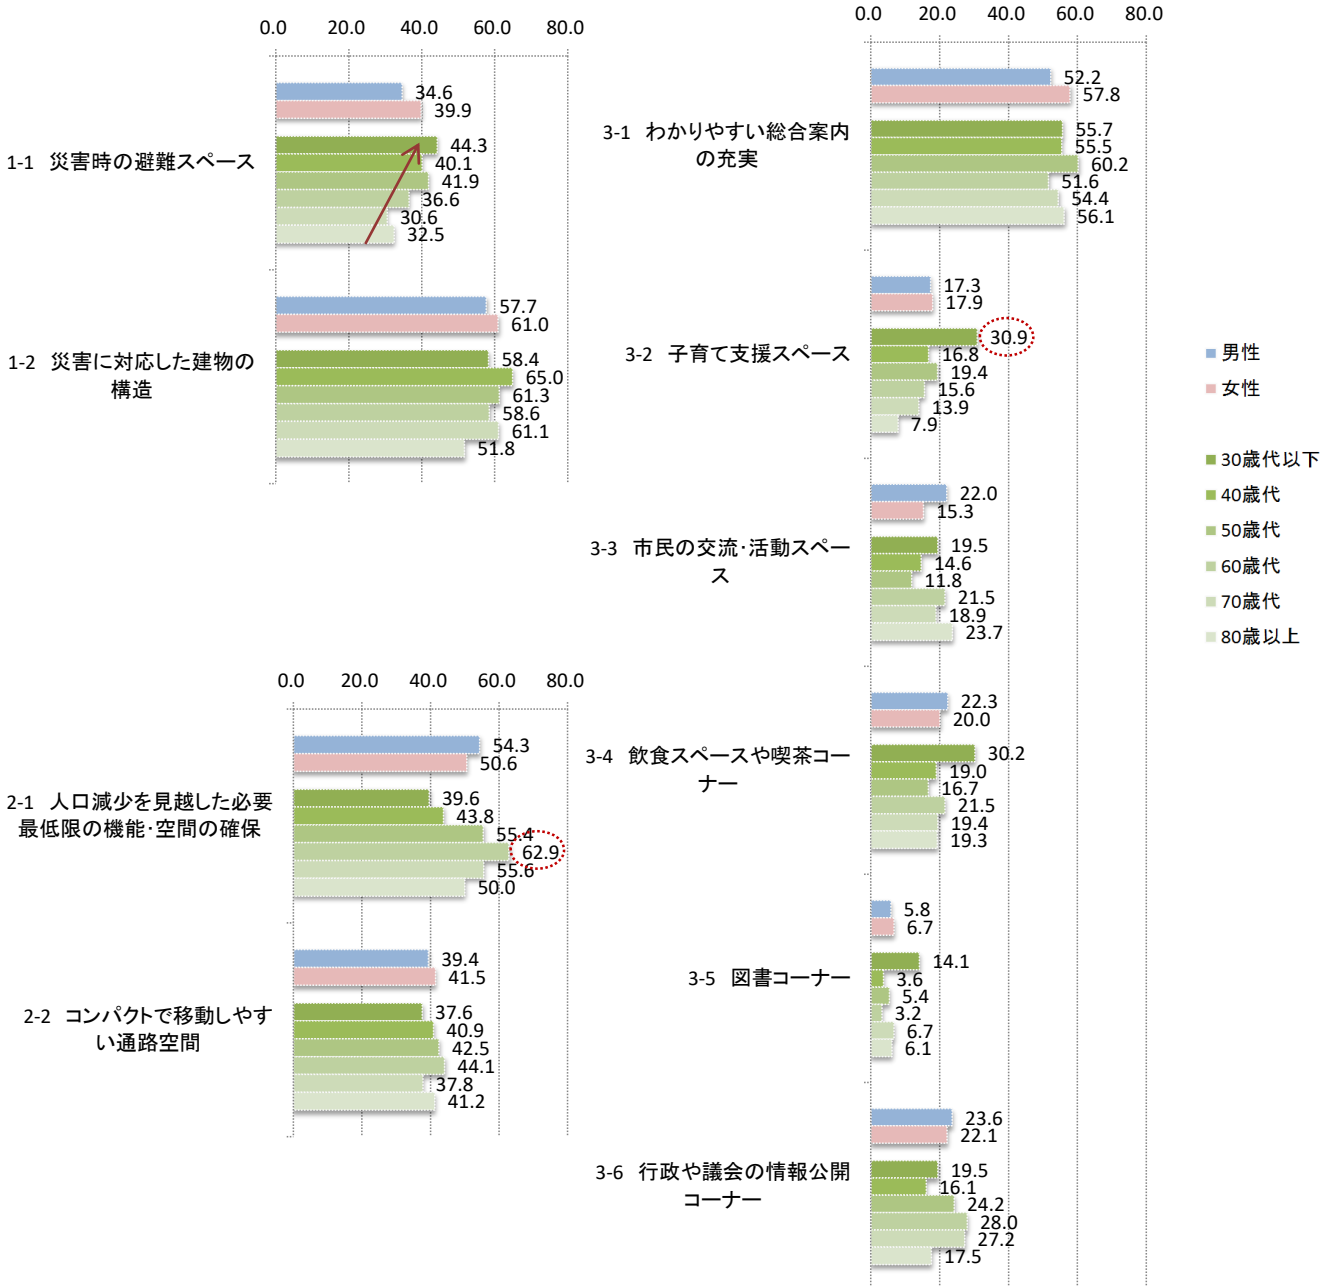 0.0 20.0 40.0 60.0 80.0
34.6
39.9
1-1 災害時の避難スペース
44.3
40.1
41.9
36.6
30.6
32.5
57.7
61.0
1-2 災害に対応した建物の
構造
58.4
65.0
61.3
58.6
61.1
51.8
0.0 20.0 40.0 60.0 80.0
54.3
50.6
2-1 人口減少を見越した必要
最低限の機能・空間の確保
39.6
43.8
55.4
62.9
55.6
50.0
39.4
41.5
2-2 コンパクトで移動しやす
い通路空間
37.6
40.9
42.5
44.1
37.8
41.2
0.0 20.0 40.0 60.0 80.0
52.2
57.8
3-1 わかりやすい総合案内
の充実
55.7
55.5
60.2
51.6
54.4
56.1
17.3
17.9
3-2 子育て支援スペース
30.9
16.8
19.4
15.6
13.9
7.9
22.0
15.3
3-3 市民の交流・活動スペー
ス
19.5
14.6
11.8
21.5
18.9
23.7
22.3
20.0
3-4 飲食スペースや喫茶コー
ナー
30.2
19.0
16.7
21.5
19.4
19.3
5.8
6.7
3-5 図書コーナー
14.1
3.6
5.4
3.2
6.7
6.1
23.6
22.1
3-6 行政や議会の情報公開
コーナー
19.5
16.1
24.2
28.0
27.2
17.5
男性
女性
30歳代以下
40歳代
50歳代
60歳代
70歳代
80歳以上